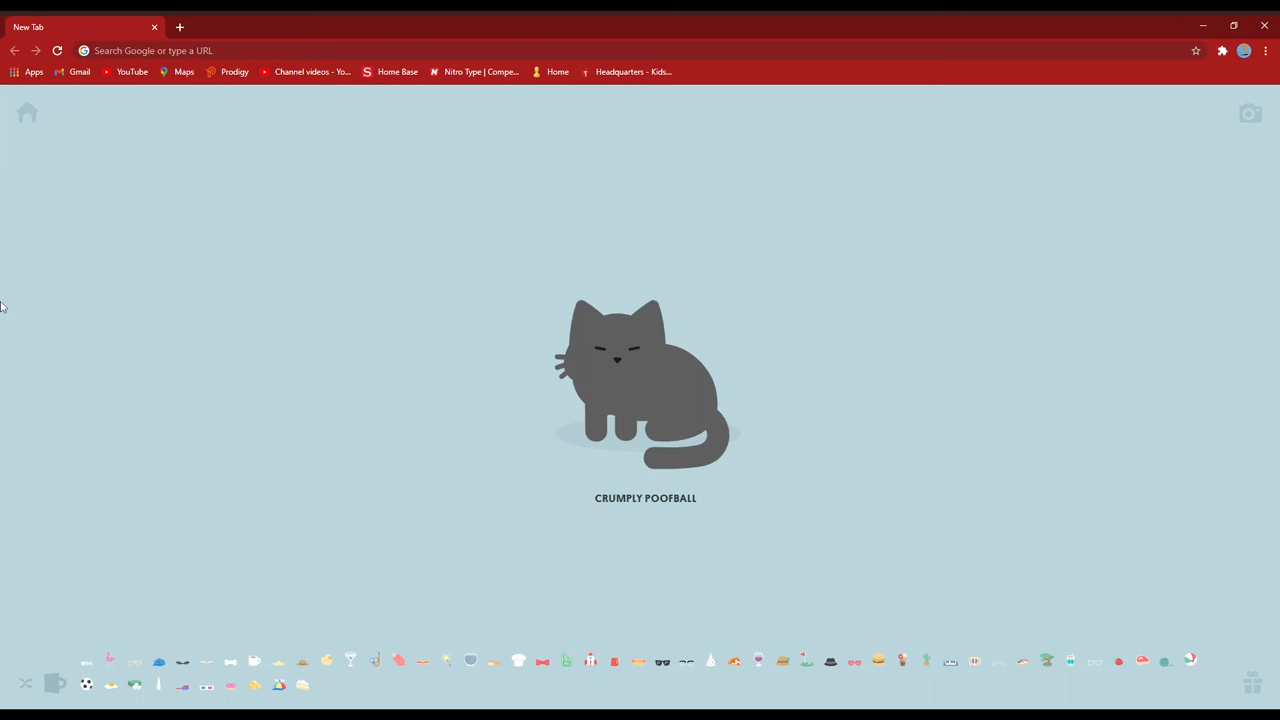 New Tab
Search Google or type a URL
Apps Gmail YouTube Maps Prodigy Channel videos - Yo... Home Base Nitro Type | Compe... Home Headquarters - Kids...
CRUMPLY POOFBALL